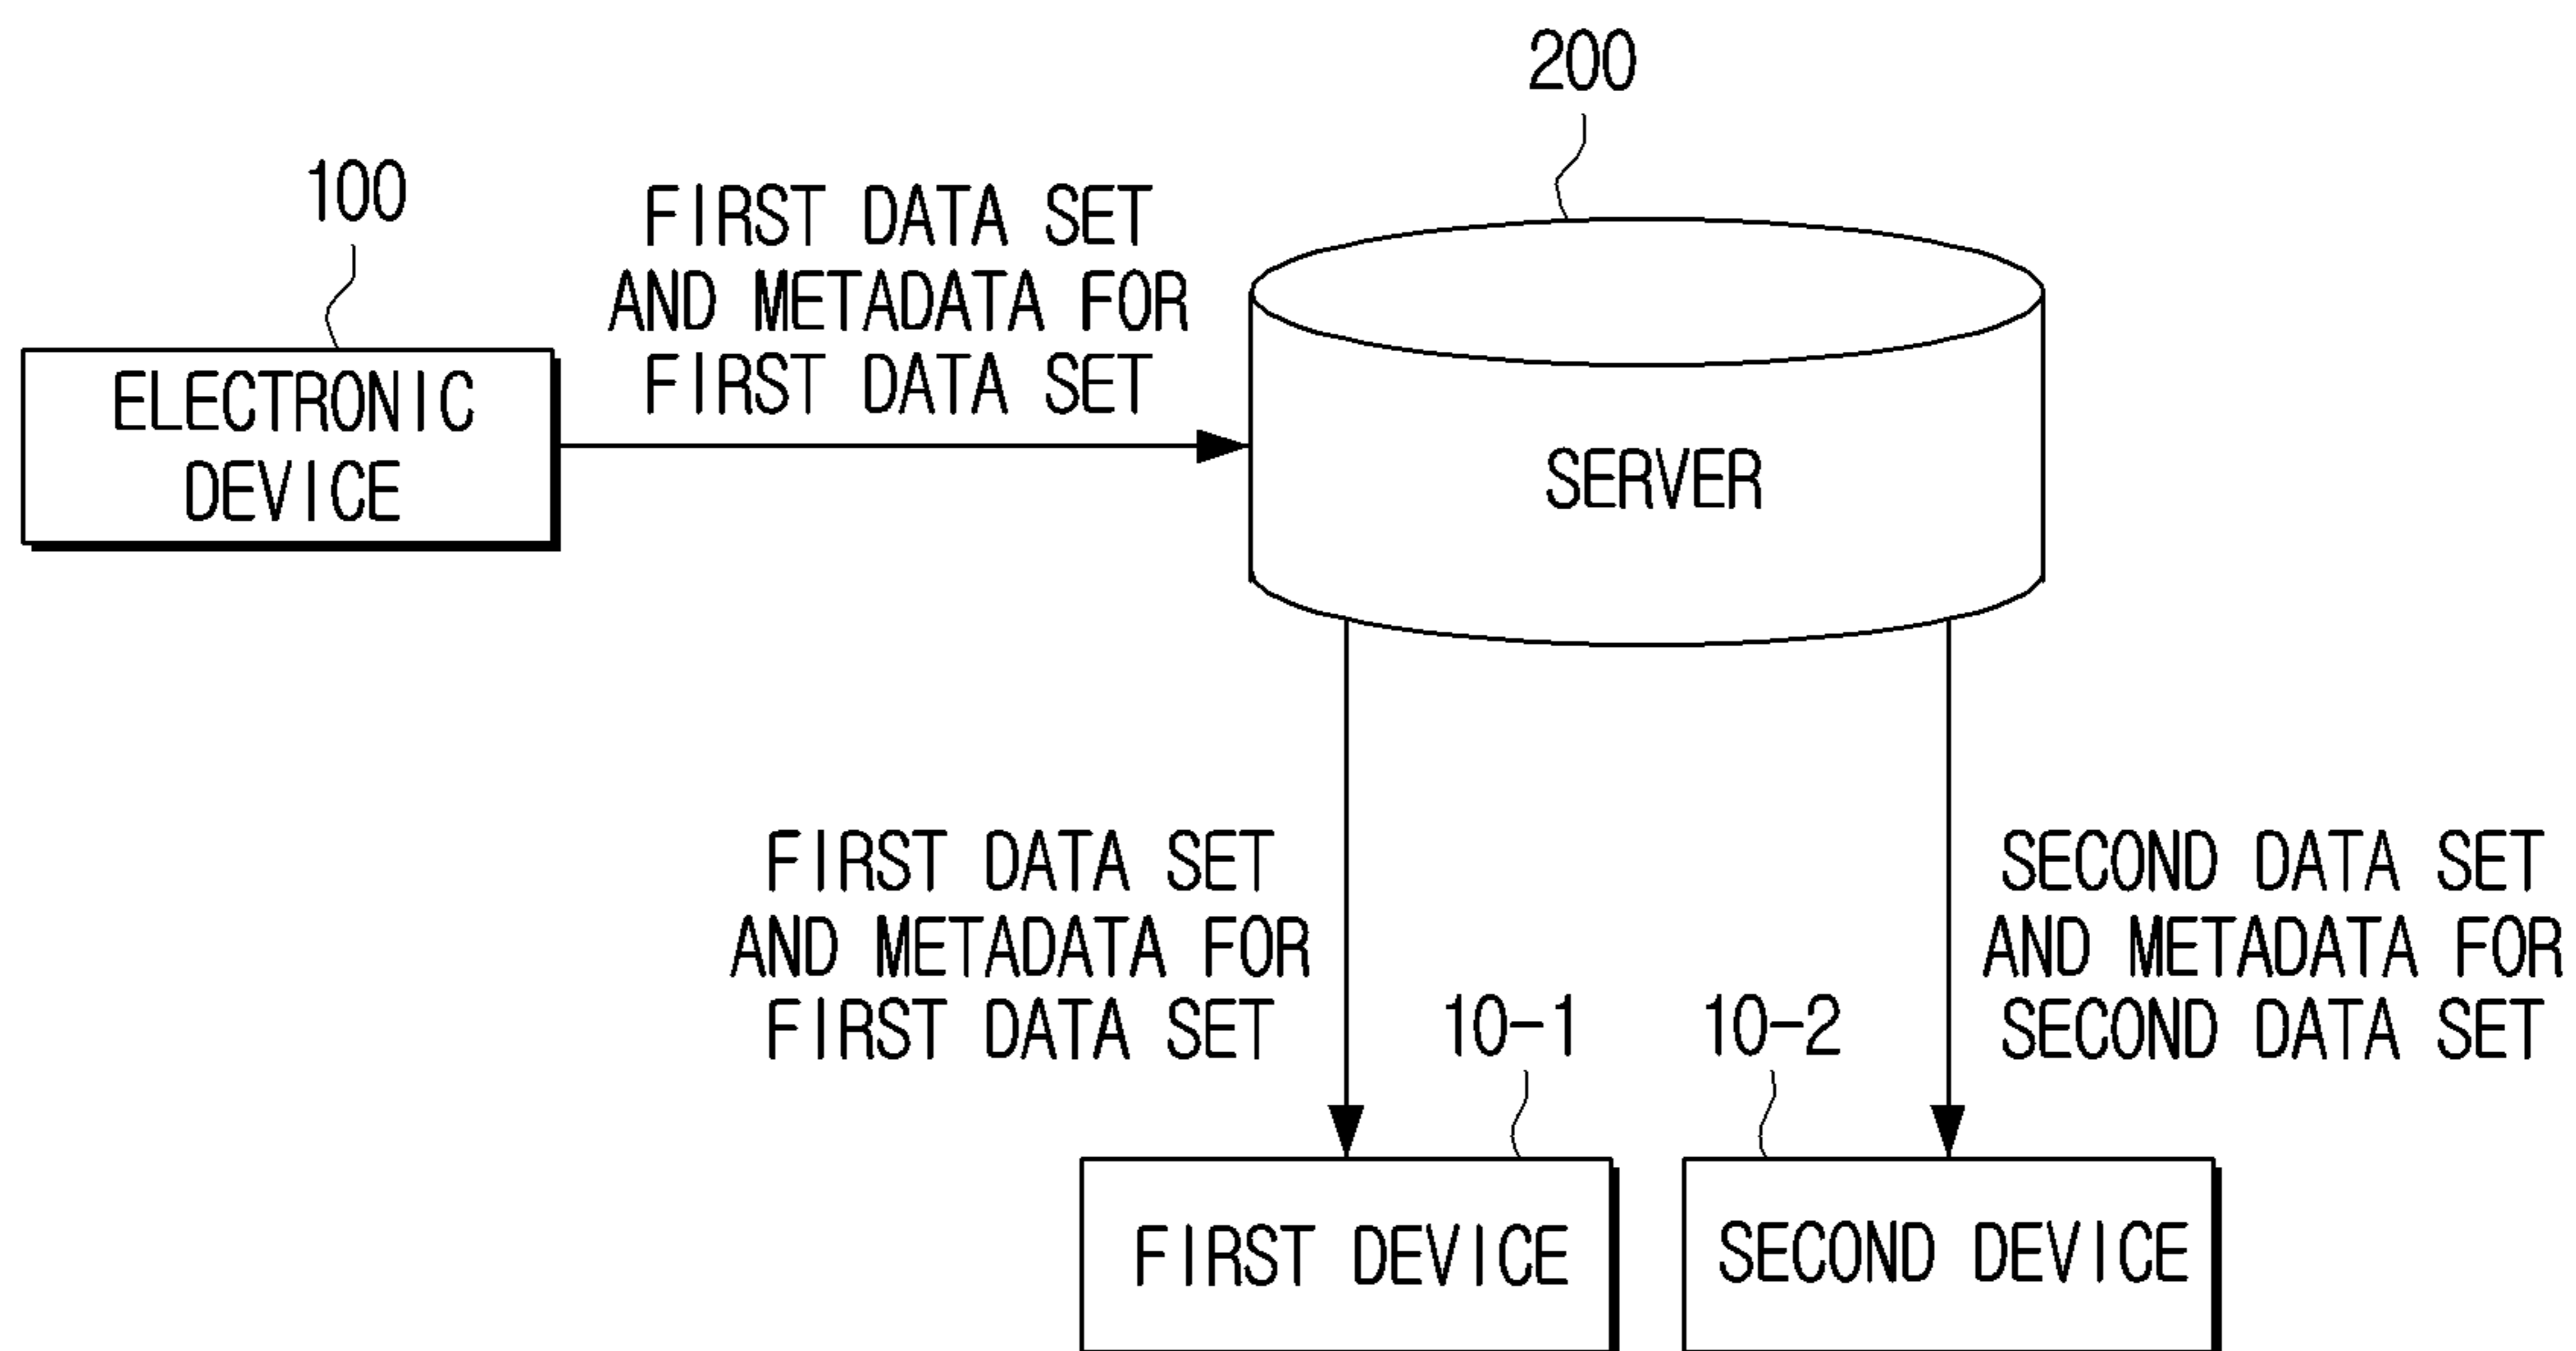 200
100
FIRST DATA SET
AND METADATA FOR
FIRST DATA SET
ELECTRONIC
DEVICE
SERVER
FIRST DATA SET
AND METADATA FOR
FIRST DATA SET
SECOND DATA SET
AND METADATA FOR
SECOND DATA SET
10-1
10-2
FIRST DEVICE
SECOND DEVICE